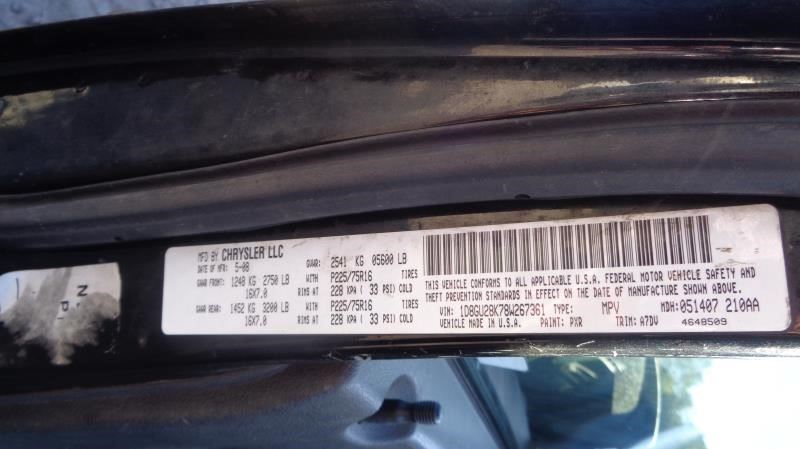 MFD BY CHRYSLER LLC GVWR: 2541 KG 05600 LB
DATE OF MFR: 5-08
GAWR FRONT: 1248 KG 2750 LB WITH P225/75R16 TIRES
16X7.0 RIMS AT 228 KPA ( 33 PSI) COLD
GAWR REAR: 1452 KG 3200 LB WITH P225/75R16 TIRES
16X7.0 RIMS AT 228 KPA ( 33 PSI) COLD
THIS VEHICLE CONFORMS TO ALL APPLICABLE U.S.A. FEDERAL MOTOR VEHICLE SAFETY AND
THEFT PREVENTION STANDARDS IN EFFECT ON THE DATE OF MANUFACTURE SHOWN ABOVE.
VIN: 1D8GU28K78W267361 TYPE: MPV MDH: 051407 210AA
VEHICLE MADE IN U.S.A. PAINT: PXR TRIM: A7DV 4648509